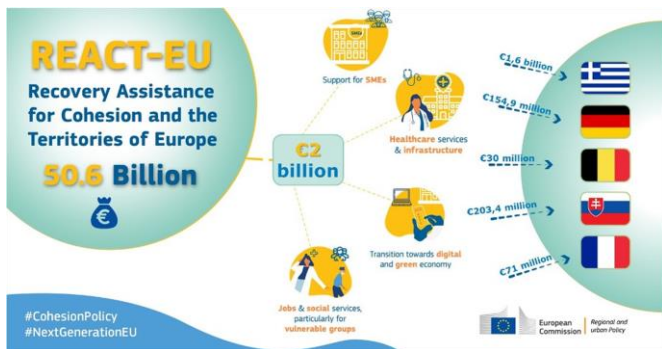 REACT-EU
Recovery Assistance
for Cohesion and the
Territories of Europe
50.6 Billion
€
€2
billion
SME
Support for SMEs
Healthcare services
& infrastructure
Transition towards digital
and green economy
Jobs & social services,
particularly for
vulnerable groups
€1,6 billion
€154,9 million
€30 million
€203,4 million
€71 million
#CohesionPolicy
#NextGenerationEU
European
Commission
Regional and
urban Policy